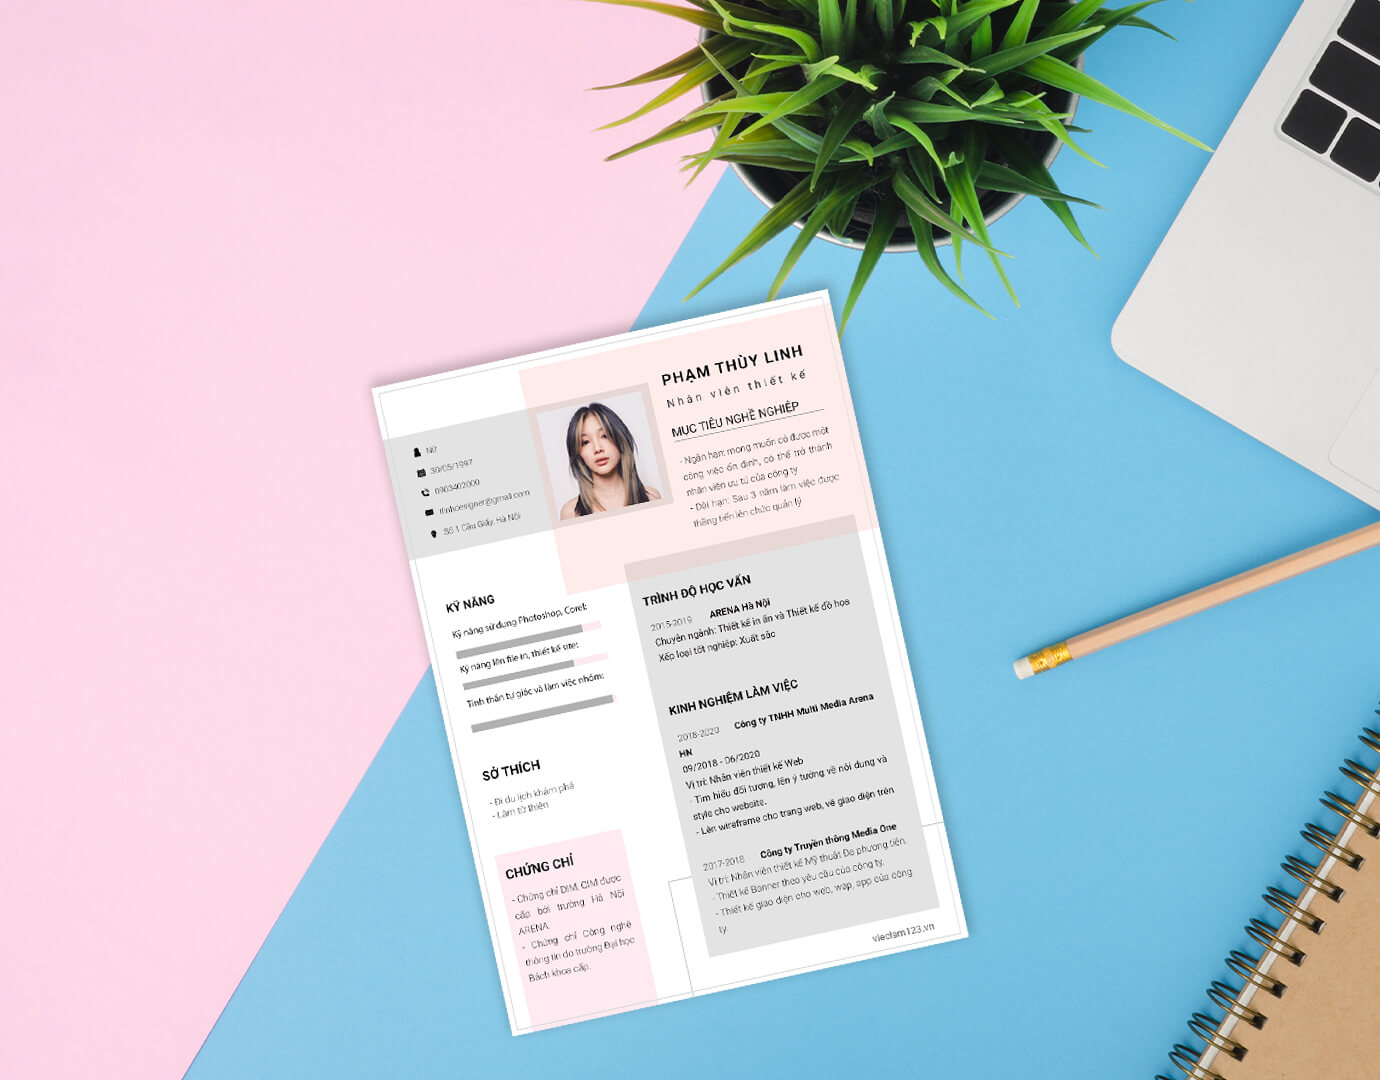 PHẠM THÙY LINH
Nhân viên thiết kế
MỤC TIÊU NGHỀ NGHIỆP
- Ngắn hạn: mong muốn có được một
công việc ổn định, có thể trở thành
nhân viên ưu tú của công ty
- Dài hạn: Sau 3 năm làm việc được
thăng tiến lên chức quản lý
Nữ
30/05/1997
0903402000
tlinhdesigner@gmail.com
Số 1 Cầu Giấy, Hà Nội
KỸ NĂNG
Kỹ năng sử dụng Photoshop, Corel:
Kỹ năng lên file in, thiết kế site:
Tinh thần tự giác và làm việc nhóm:
SỞ THÍCH
- Đi du lịch khám phá
- Làm từ thiện
CHỨNG CHỈ
- Chứng chỉ DIM, CIM được
cấp bởi trường Hà Nội
ARENA.
- Chứng chỉ Công nghệ
thông tin do trường Đại học
Bách khoa cấp.
TRÌNH ĐỘ HỌC VẤN
2015-2019 ARENA Hà Nội
Chuyên ngành: Thiết kế in ấn và Thiết kế đồ họa
Xếp loại tốt nghiệp: Xuất sắc
KINH NGHIỆM LÀM VIỆC
2018-2020 Công ty TNHH Multi Media Arena
HN
09/2018 - 06/2020
Vị trí: Nhân viên thiết kế Web
- Tìm hiểu đối tượng, lên ý tưởng về nội dung và
style cho website.
- Lên wireframe cho trang web, vẽ giao diện trên
2017-2018 Công ty Truyền thông Media One
Vị trí: Nhân viên thiết kế Mỹ thuật Đa phương tiện.
- Thiết kế Banner theo yêu cầu của công ty.
- Thiết kế giao diện cho web, wap, app của công
ty.
vieclam123.vn